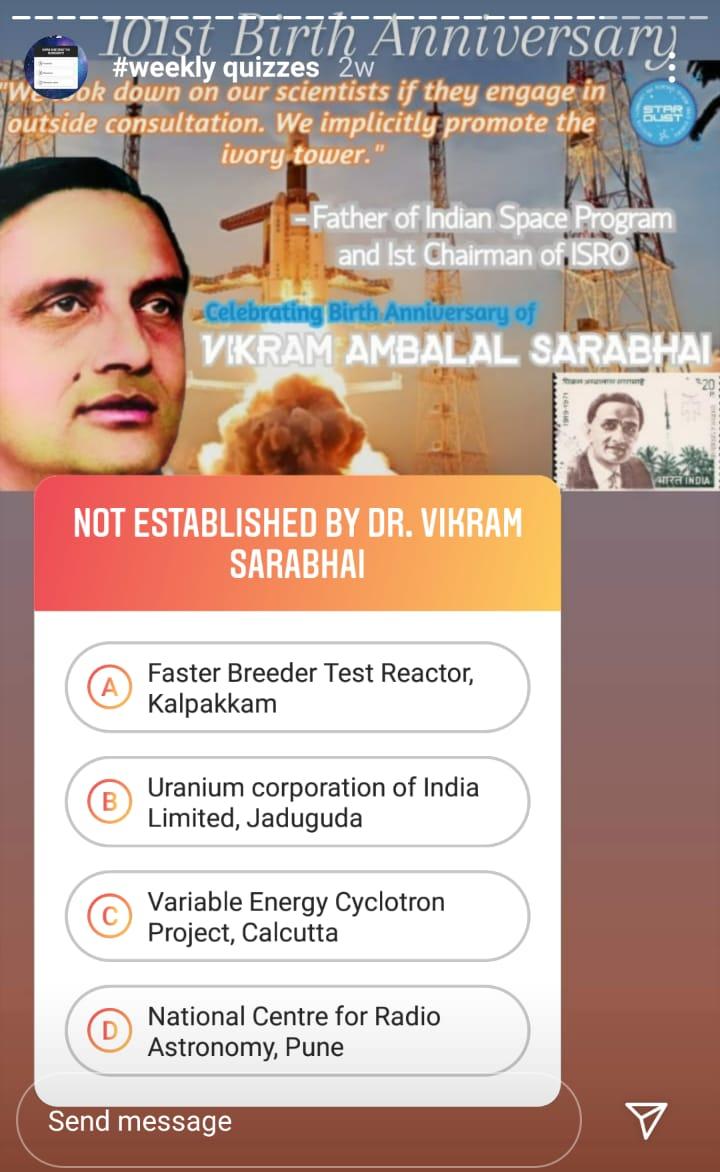 101st Birth Anniversary
#weekly quizzes 2w
ok down on our scientists if they engage in
outside consultation. We implicitly promote the
ivory tower."
STAR
DUST
- Father of Indian Space Program
and 1st Chairman of ISRO
Celebrating Birth Anniversary of
VIKRAM AMBALAL SARABHAI
20
1919-1971
भारत INDIA
NOT ESTABLISHED BY DR. VIKRAM
SARABHAI
A Faster Breeder Test Reactor,
Kalpakkam
B Uranium corporation of India
Limited, Jaduguda
C Variable Energy Cyclotron
Project, Calcutta
D National Centre for Radio
Astronomy, Pune
Send message